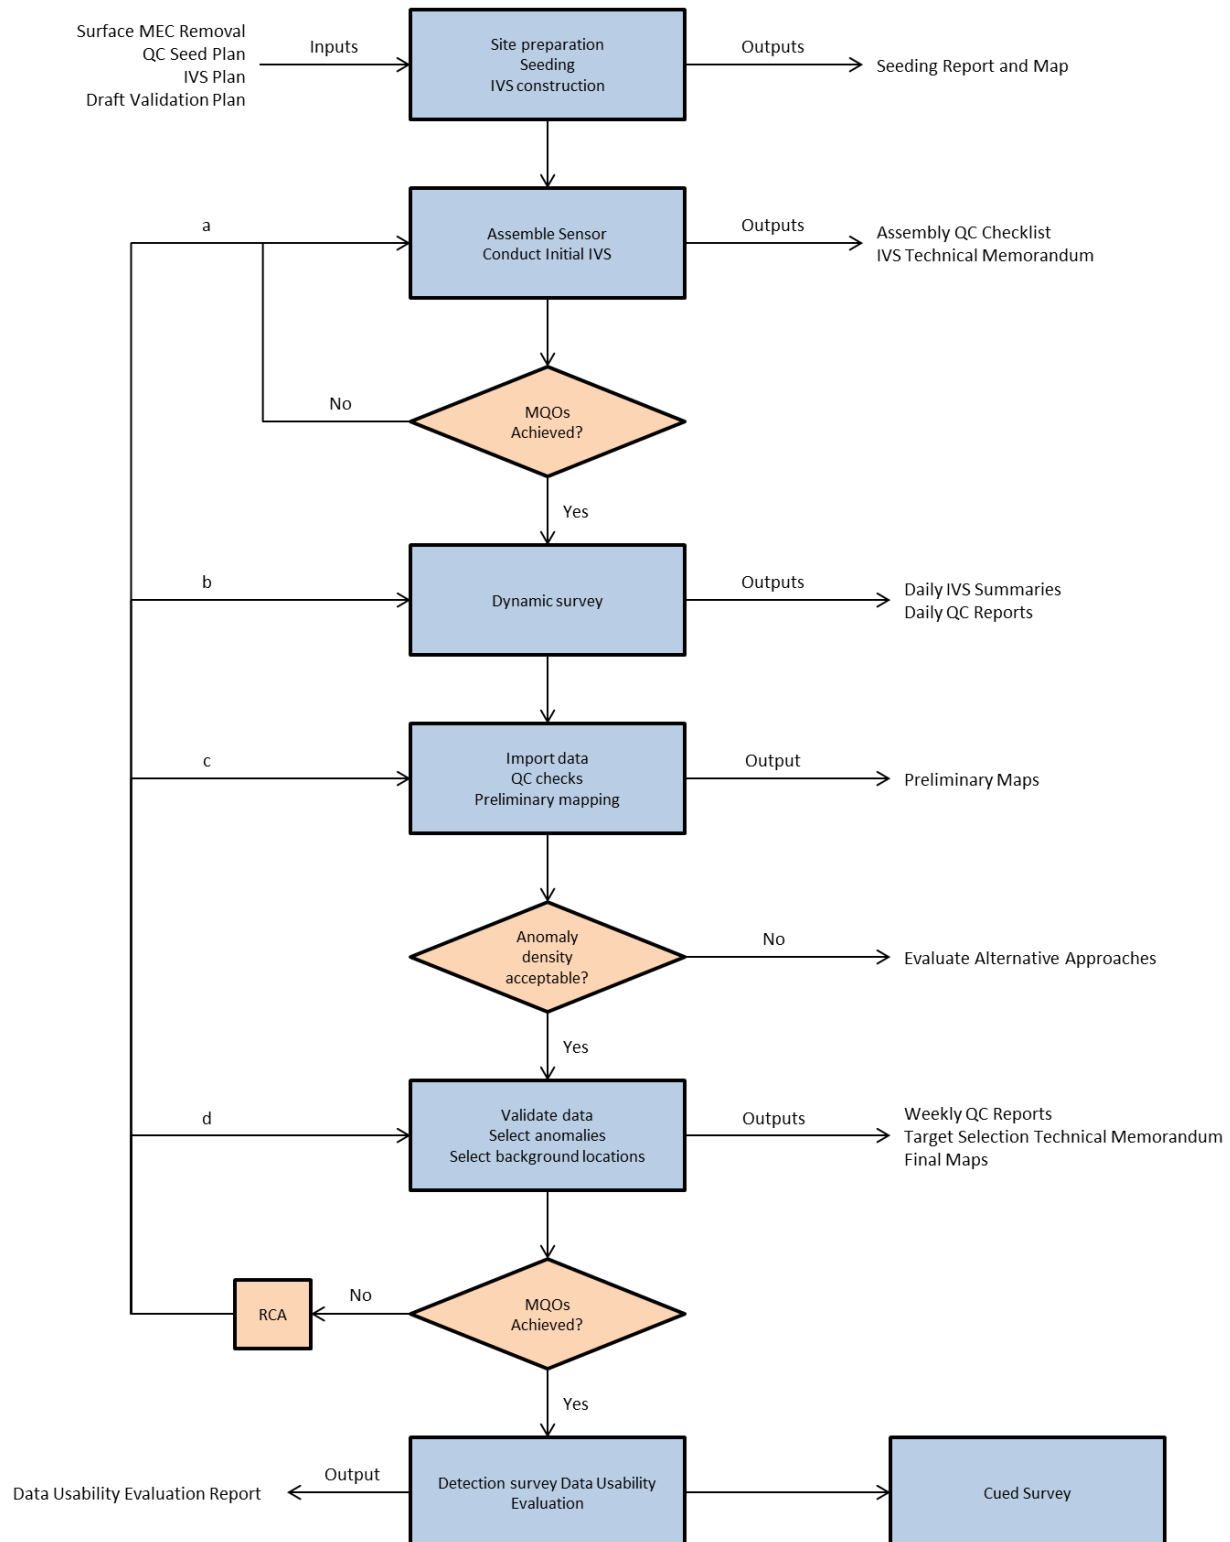 Surface MEC Removal
QC Seed Plan
IVS Plan
Draft Validation Plan
Inputs
Site preparation
Seeding
IVS construction
Outputs
Seeding Report and Map
a
Assemble Sensor
Conduct Initial IVS
Outputs
Assembly QC Checklist
IVS Technical Memorandum
No
MQOs
Achieved?
Yes
b
Dynamic survey
Outputs
Daily IVS Summaries
Daily QC Reports
c
Import data
QC checks
Preliminary mapping
Output
Preliminary Maps
Anomaly
density
acceptable?
No
Evaluate Alternative Approaches
Yes
d
Validate data
Select anomalies
Select background locations
Outputs
Weekly QC Reports
Target Selection Technical Memorandum
Final Maps
RCA
No
MQOs
Achieved?
Yes
Data Usability Evaluation Report
Output
Detection survey Data Usability
Evaluation
Cued Survey